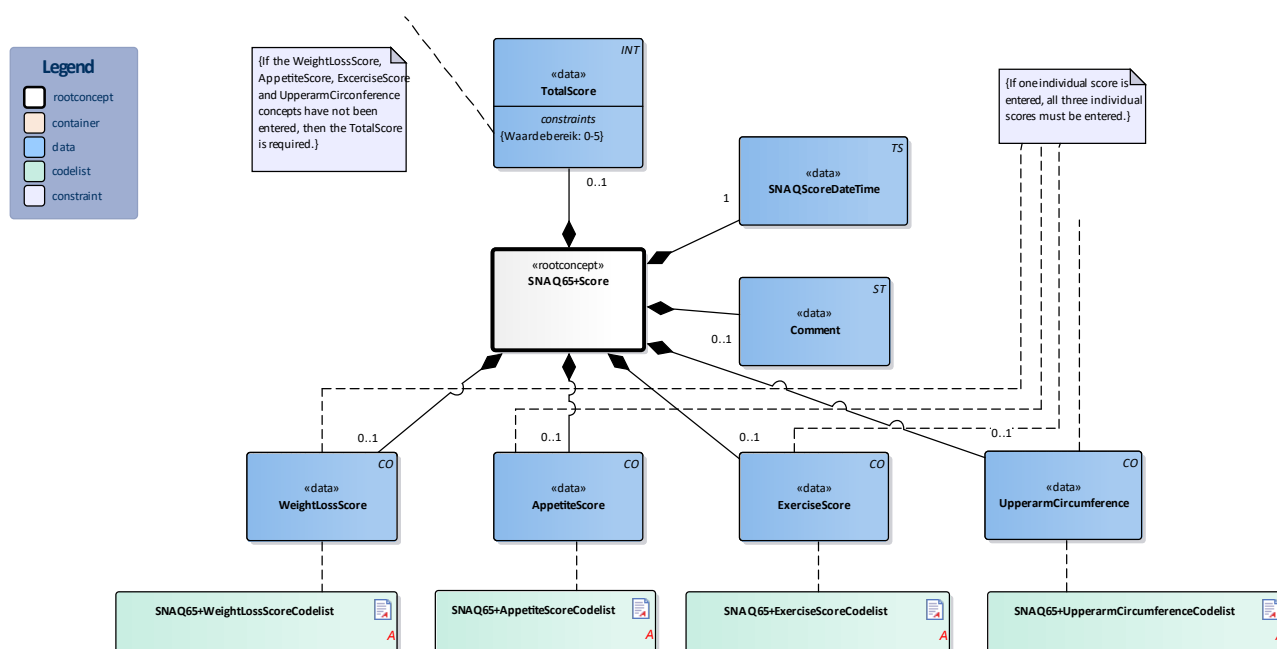 Legend
rootconcept
container
data
codelist
constraint
{If the WeightLossScore,
AppetiteScore, ExcerciseScore
and UpperarmCirconference
concepts have not been
entered, then the TotalScore
is required.}
INT
«data»
TotalScore
constraints
{Waardebereik: 0-5}
0..1
{If one individual score is
entered, all three individual
scores must be entered.}
TS
«data»
SNAQScoreDateTime
1
«rootconcept»
SNAQ65+Score
ST
«data»
Comment
0..1
0..1
0..1
0..1
0..1
CO
«data»
WeightLossScore
CO
«data»
AppetiteScore
CO
«data»
ExerciseScore
CO
«data»
UpperarmCircumference
SNAQ65+WeightLossScoreCodelist
A
SNAQ65+AppetiteScoreCodelist
A
SNAQ65+ExerciseScoreCodelist
A
SNAQ65+UpperarmCircumferenceCodelist